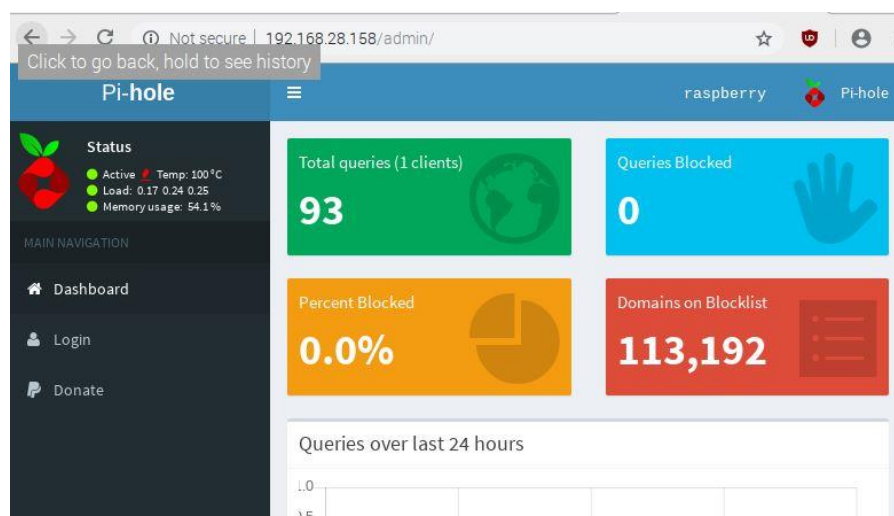 Not secure | 192.168.28.158/admin/
Click to go back, hold to see history
Pi-hole
raspberry
Pi-hole
Status
Active Temp: 100 °C
Load: 0.17 0.24 0.25
Memory usage: 54.1 %
MAIN NAVIGATION
Dashboard
Login
Donate
Total queries (1 clients)
93
Queries Blocked
0
Percent Blocked
0.0%
Domains on Blocklist
113,192
Queries over last 24 hours